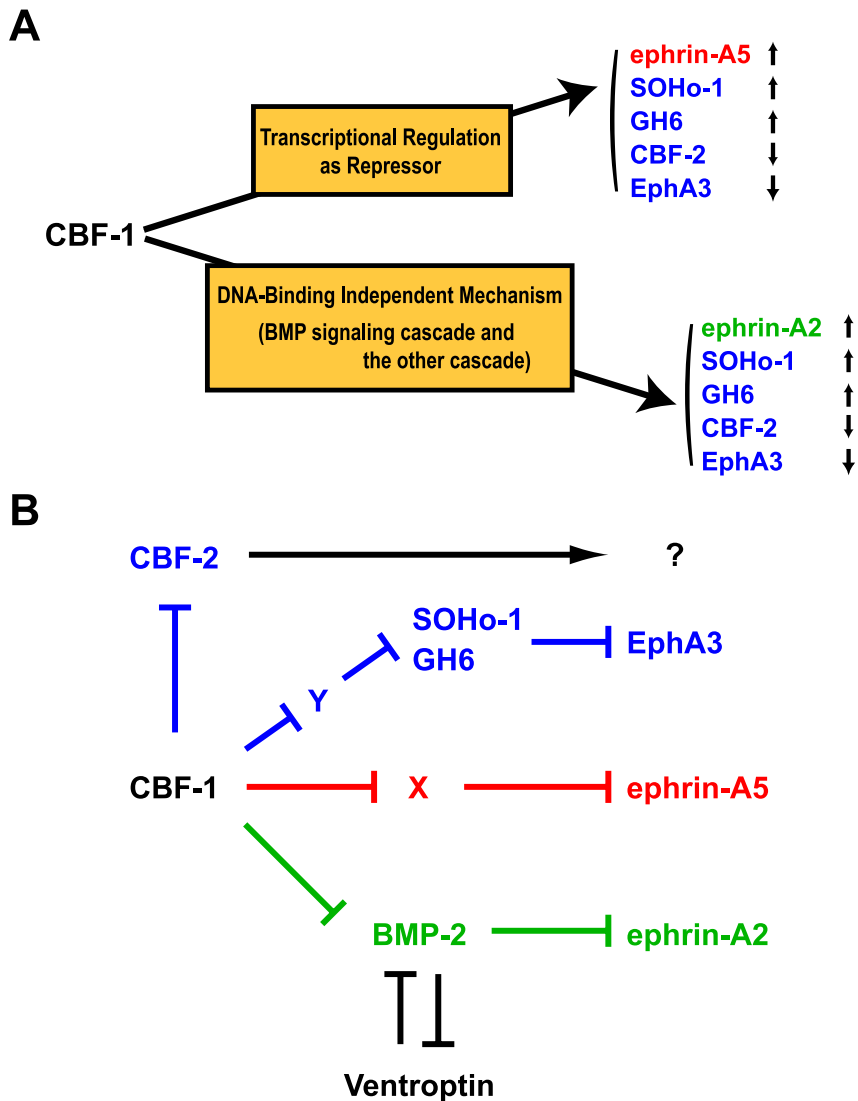 A
ephrin-A5
SOHo-1
GH6
CBF-2
EphA3
Transcriptional Regulation
as Repressor
CBF-1
DNA-Binding Independent Mechanism
(BMP signaling cascade and
the other cascade)
ephrin-A2
SOHo-1
GH6
CBF-2
EphA3
B
CBF-2
?
SOHo-1
GH6
EphA3
Y
CBF-1
X
ephrin-A5
BMP-2
ephrin-A2
Ventroptin